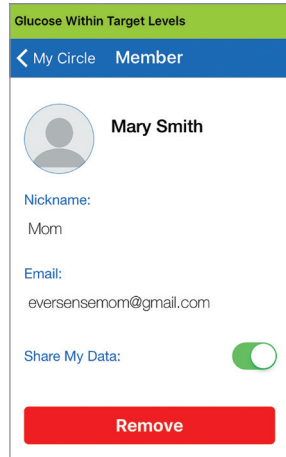 Glucose Within Target Levels
My Circle Member
Mary Smith
Nickname:
Mom
Email:
eversensemom@gmail.com
Share My Data:
Remove